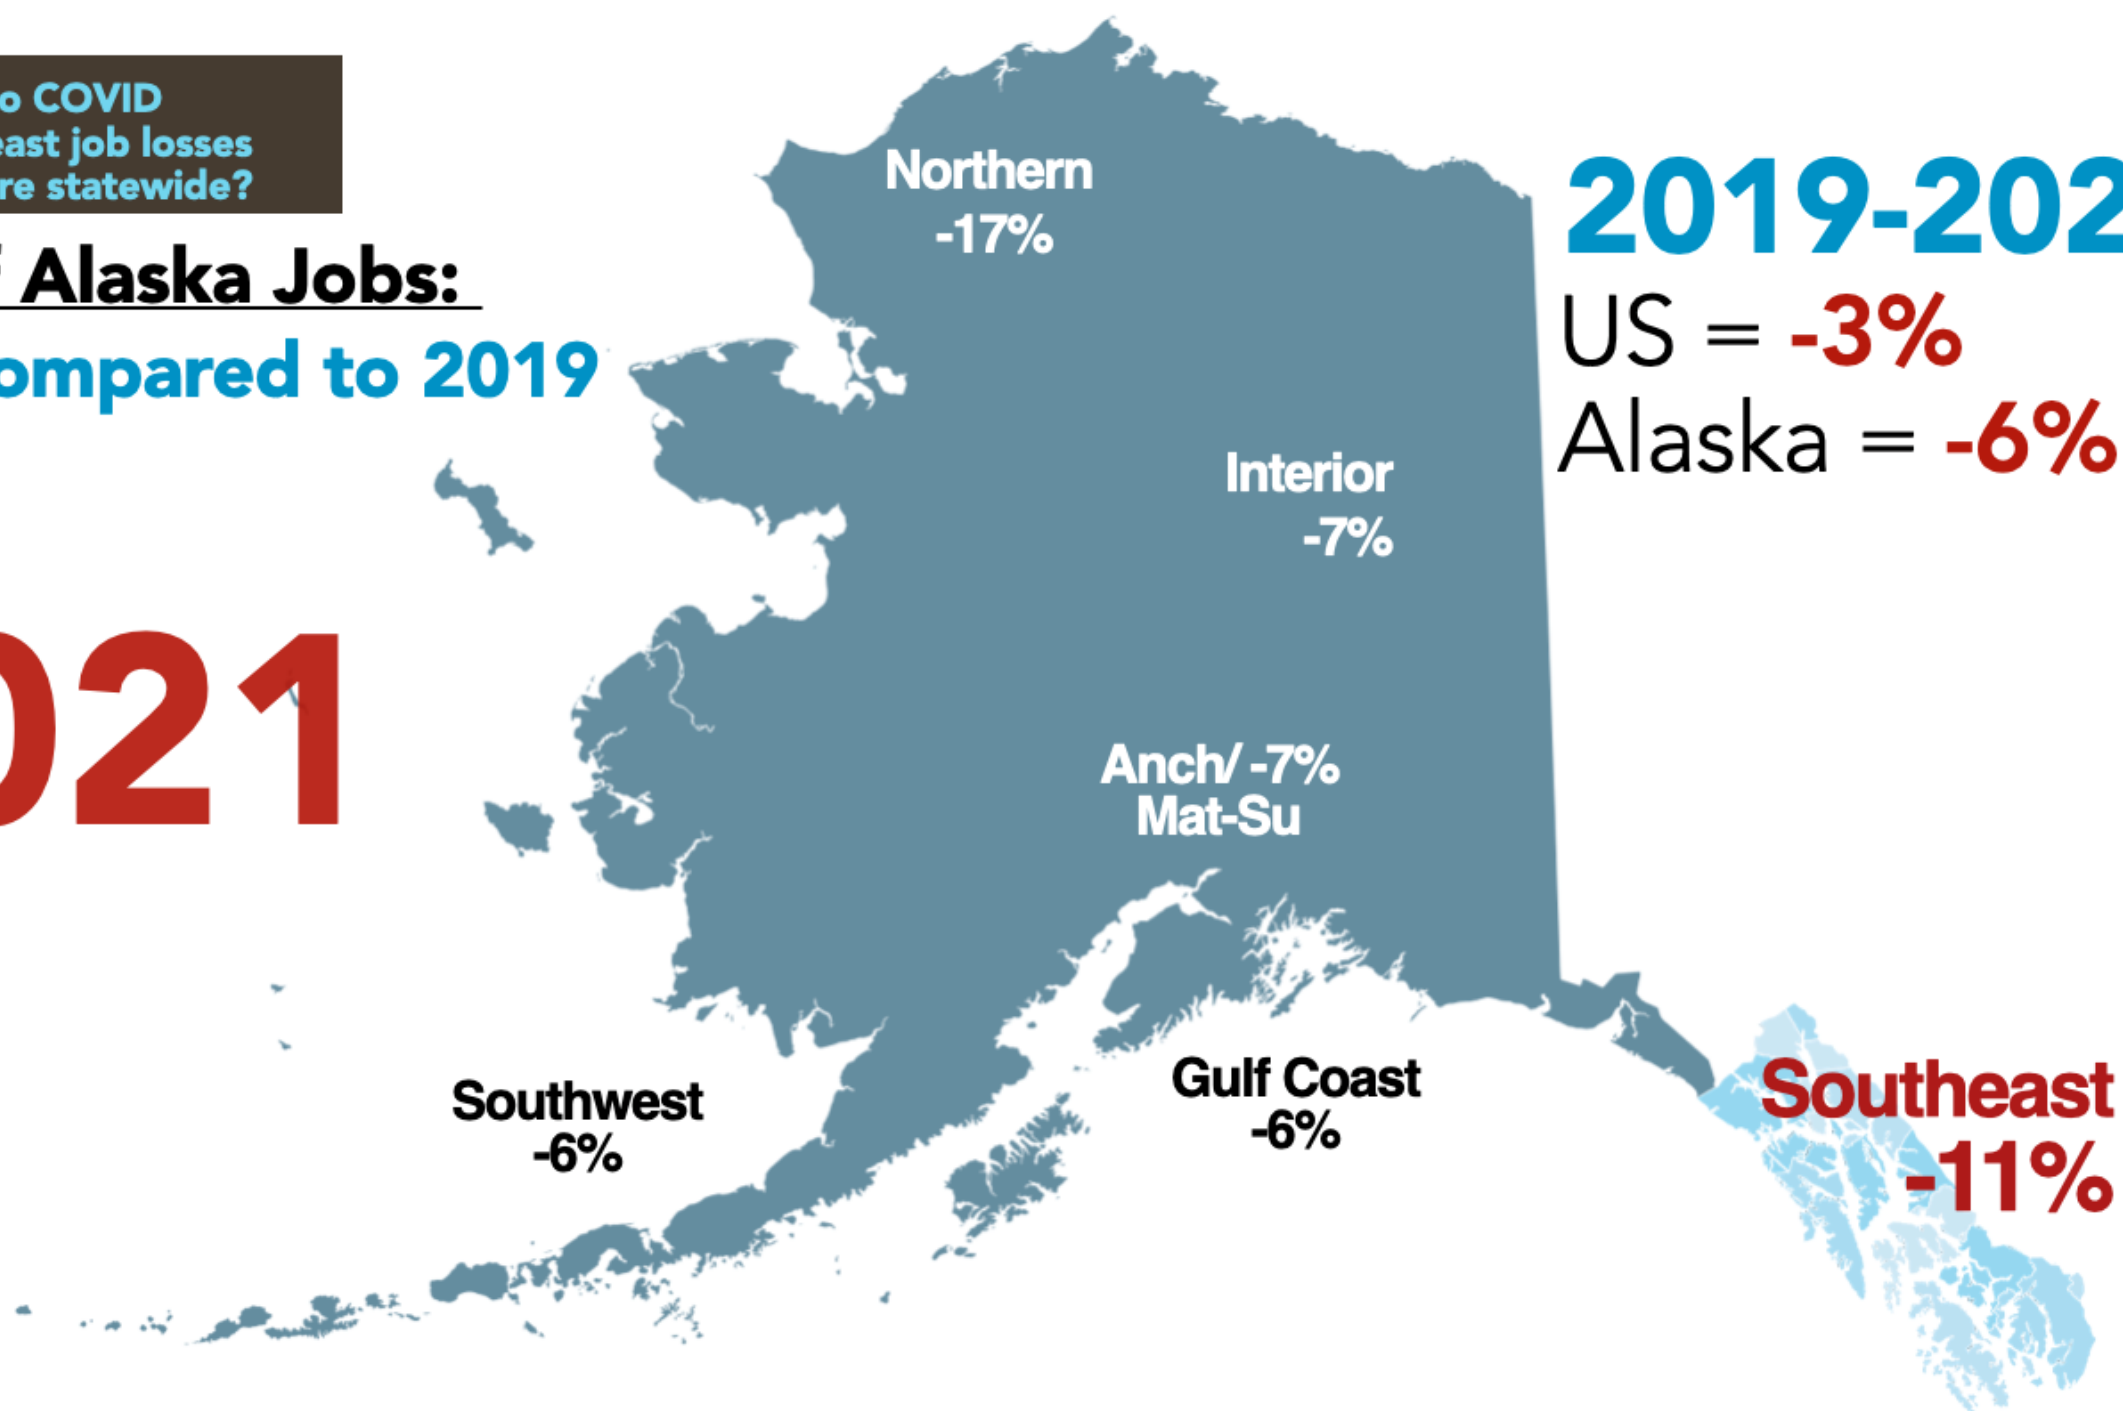 o COVID
east job losses
re statewide?
f Alaska Jobs:
ompared to 2019
021
Northern
-17%
Interior
-7%
Anch/ -7%
Mat-Su
Southwest
-6%
Gulf Coast
-6%
2019-202
US = -3%
Alaska = -6%
Southeast
-11%